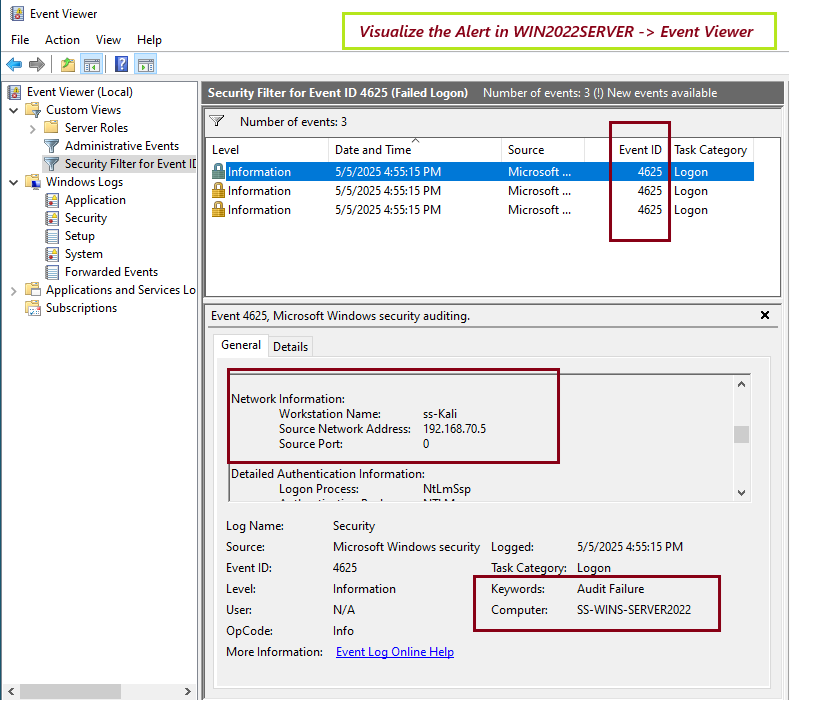 Event Viewer
Visualize the Alert in WIN2022SERVER -> Event Viewer
File Action View Help
Event Viewer (Local)
Custom Views
Server Roles
Administrative Events
Security Filter for Event ID
Windows Logs
Application
Security
Setup
System
Forwarded Events
Applications and Services Lo
Subscriptions
Security Filter for Event ID 4625 (Failed Logon) Number of events: 3 (!) New events available
Number of events: 3
Level Date and Time Source Event ID Task Category
Information 5/5/2025 4:55:15 PM Microsoft ... 4625 Logon
Information 5/5/2025 4:55:15 PM Microsoft ... 4625 Logon
Information 5/5/2025 4:55:15 PM Microsoft ... 4625 Logon
Event 4625, Microsoft Windows security auditing.
General Details
Network Information:
Workstation Name: ss-Kali
Source Network Address: 192.168.70.5
Source Port: 0
Detailed Authentication Information:
Logon Process: NtLmSsp
Log Name: Security
Source: Microsoft Windows security Logged: 5/5/2025 4:55:15 PM
Event ID: 4625 Task Category: Logon
Level: Information Keywords: Audit Failure
User: N/A Computer: SS-WINS-SERVER2022
OpCode: Info
More Information: Event Log Online Help